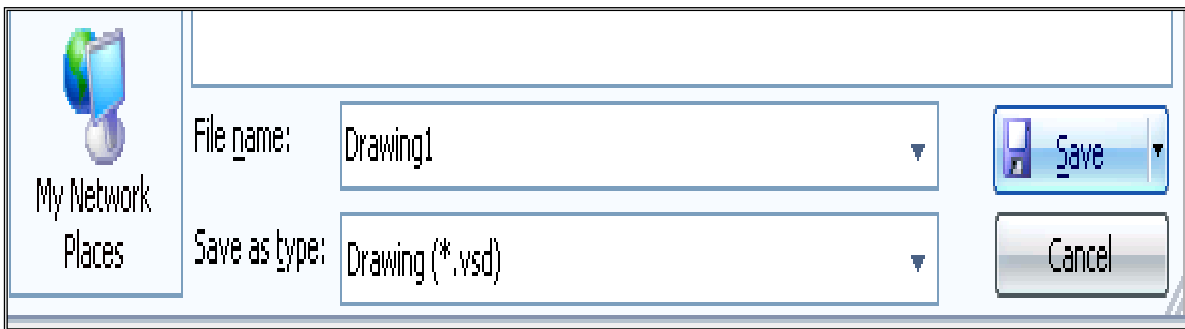 My Network
Places
File name:
Drawing1
Save
Save as type:
Drawing (*.vsd)
Cancel